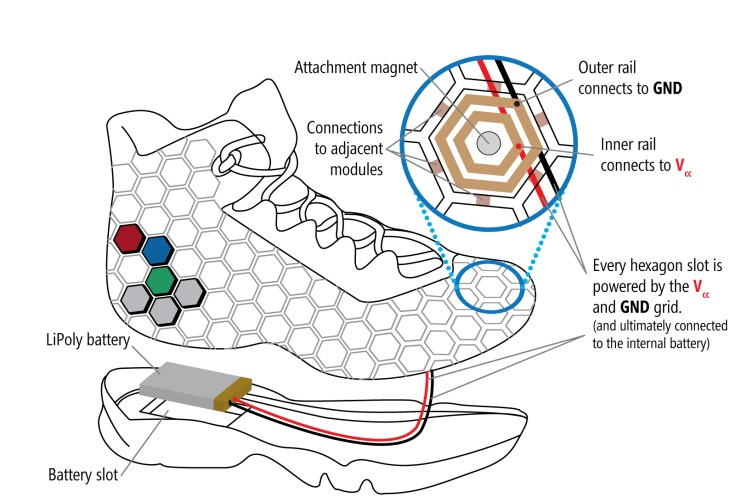 Attachment magnet
Outer rail
connects to GND
Connections
to adjacent
modules
Inner rail
connects to Vcc
Every hexagon slot is
powered by the Vcc
and GND grid.
(and ultimately connected
to the internal battery)
LiPoly battery
Battery slot